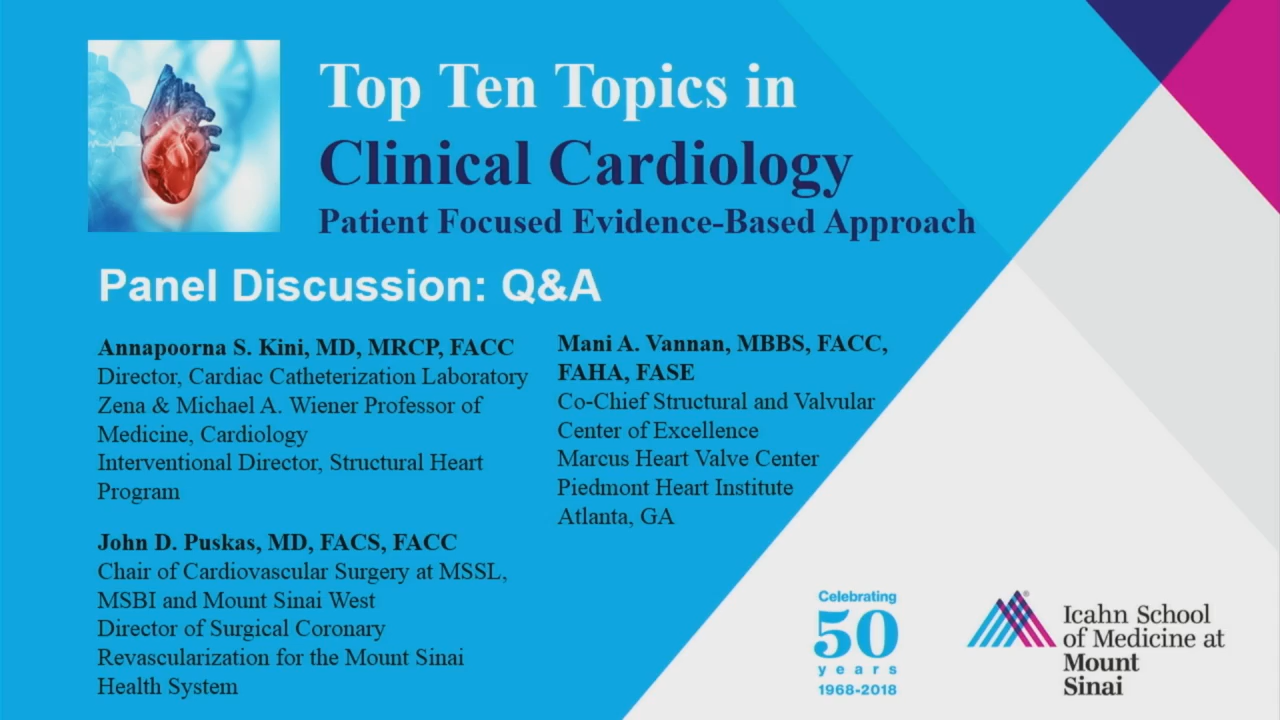 Top Ten Topics in
Clinical Cardiology
Patient Focused Evidence-Based Approach
Panel Discussion: Q&A
Annapoorna S. Kini, MD, MRCP, FACC
Director, Cardiac Catheterization Laboratory
Zena & Michael A. Wiener Professor of
Medicine, Cardiology
Interventional Director, Structural Heart
Program
John D. Puskas, MD, FACS, FACC
Chair of Cardiovascular Surgery at MSSL,
MSBI and Mount Sinai West
Director of Surgical Coronary
Revascularization for the Mount Sinai
Health System
Mani A. Vannan, MBBS, FACC,
FAHA, FASE
Co-Chief Structural and Valvular
Center of Excellence
Marcus Heart Valve Center
Piedmont Heart Institute
Atlanta, GA
Celebrating
50
years
1968-2018
®
Icahn School
of Medicine at
Mount
Sinai